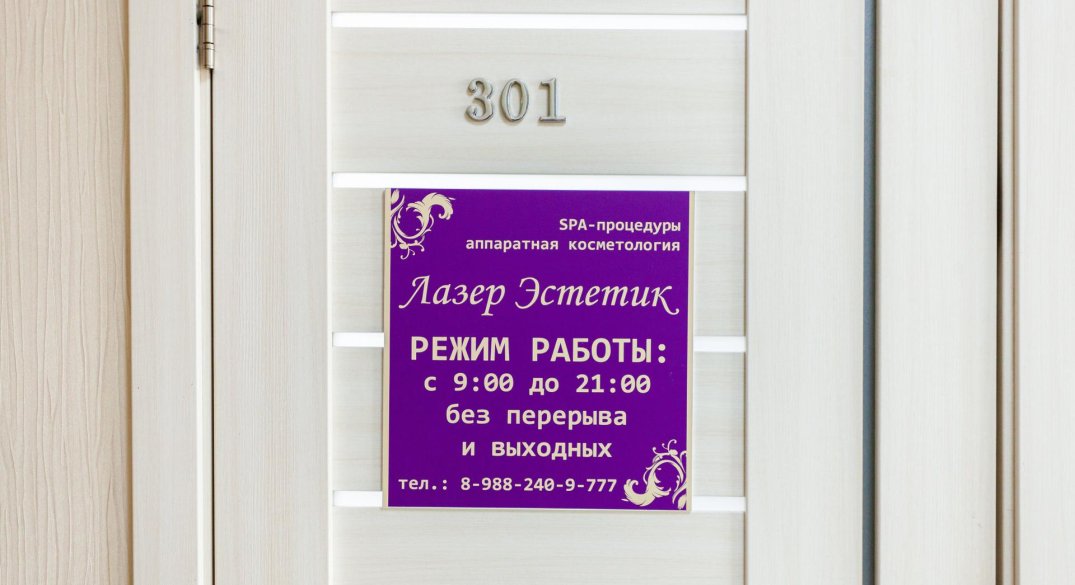 301
SPA-процедуры
аппаратная косметология
Лазер Эстетик
РЕЖИМ РАБОТЫ:
с 9:00 до 21:00
без перерыва
и выходных
тел.: 8-988-240-9-777